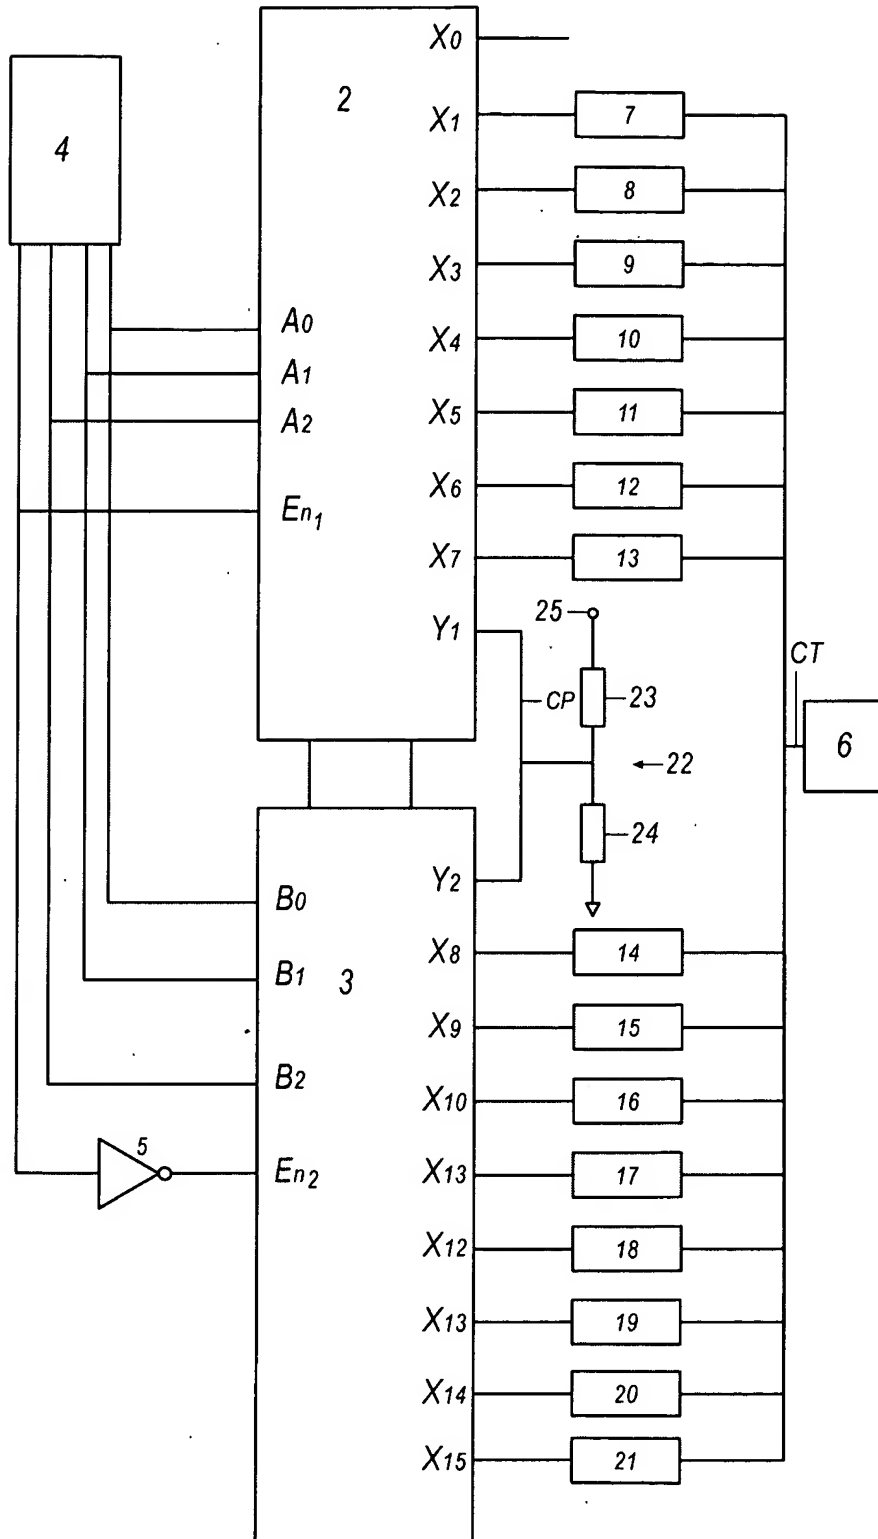 X0
2
4
X1 7
X2 8
X3 9
A0 X4 10
A1
A2 X5 11
En1 X6 12
X7 13
Y1 25
CP 23
CT
22 6
24
Y2
B0
X8 14
B1 3
X9 15
B2 X10 16
5 En2 X13 17
X12 18
X13 19
X14 20
X15 21